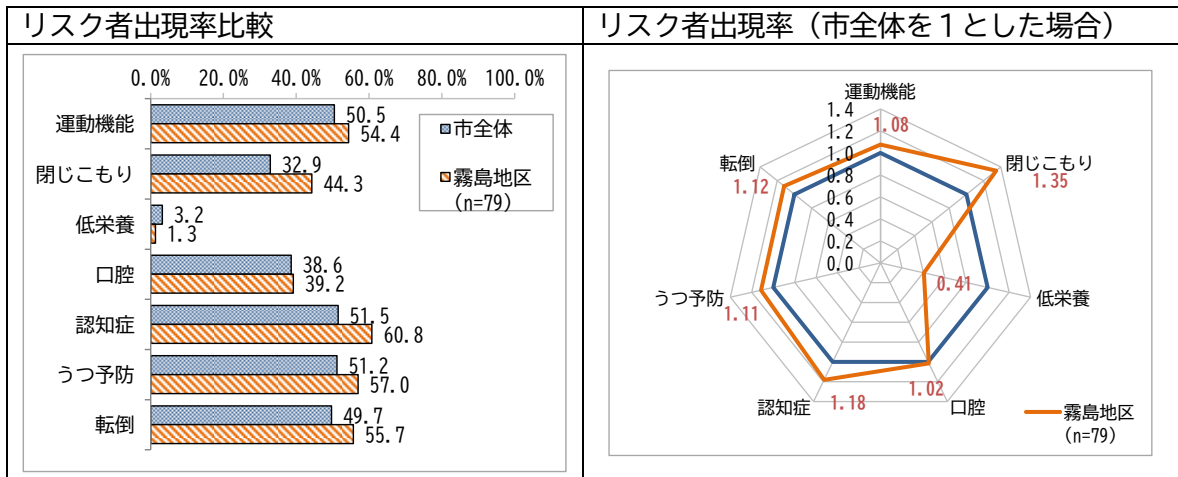 リスク者出現率比較
0.0% 20.0% 40.0% 60.0% 80.0% 100.0%
運動機能 50.5
54.4
閉じこもり 32.9
44.3
低栄養 3.2
1.3
口腔 38.6
39.2
認知症 51.5
60.8
うつ予防 51.2
57.0
転倒 49.7
55.7
市全体
霧島地区
(n=79)
リスク者出現率（市全体を１とした場合）
運動機能
1.4
1.2
1.0
0.8
0.6
0.4
0.2
0.0
1.08
閉じこもり
1.35
低栄養
0.41
口腔
1.02
認知症
1.18
うつ予防
1.11
転倒
1.12
霧島地区
(n=79)